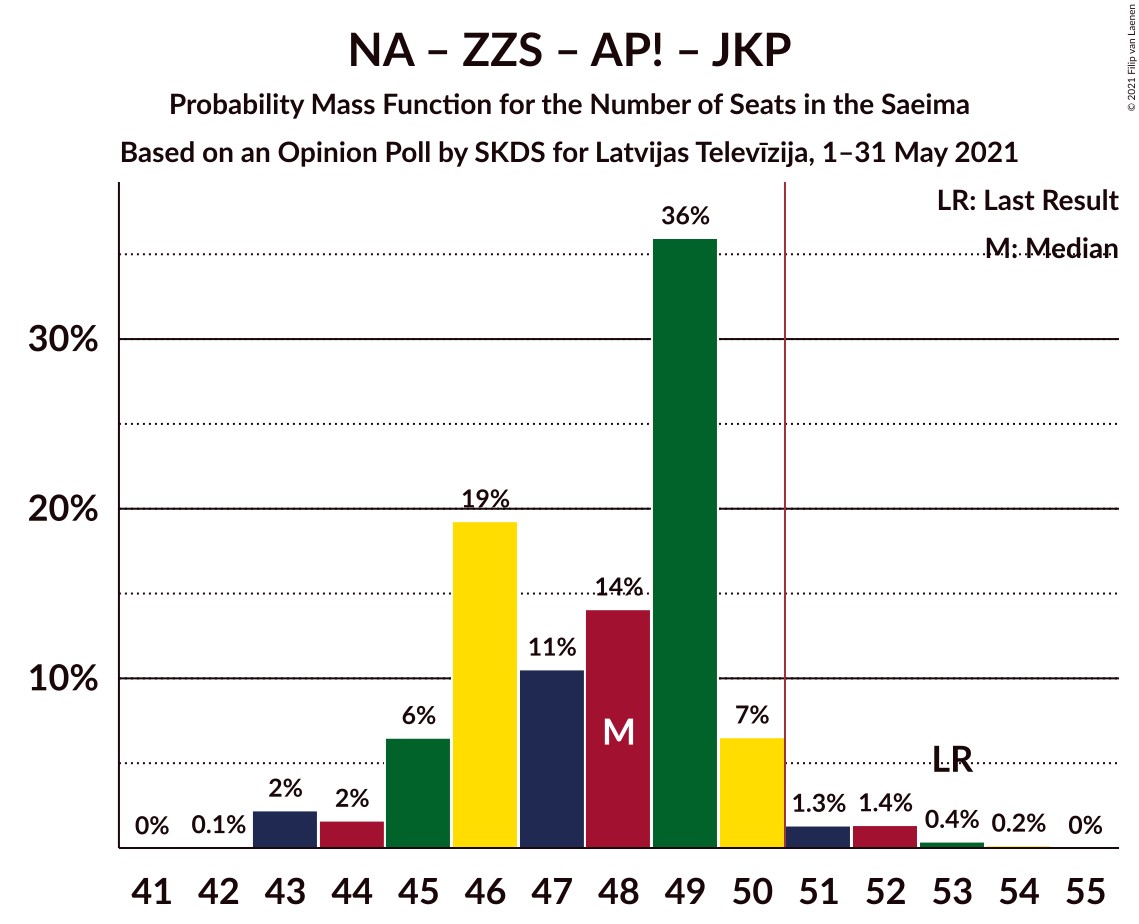 NA – ZZS – AP! – JKP
Probability Mass Function for the Number of Seats in the Saeima
Based on an Opinion Poll by SKDS for Latvijas Televīzija, 1–31 May 2021
© 2021 Filip van Laenen
LR: Last Result
M: Median
36%
30%
20%
19%
14%
11%
10%
7%
6%
M
LR
2%
2%
1.3%
1.4%
0.4%
0.2%
0%
0.1%
0%
41 42 43 44 45 46 47 48 49 50 51 52 53 54 55